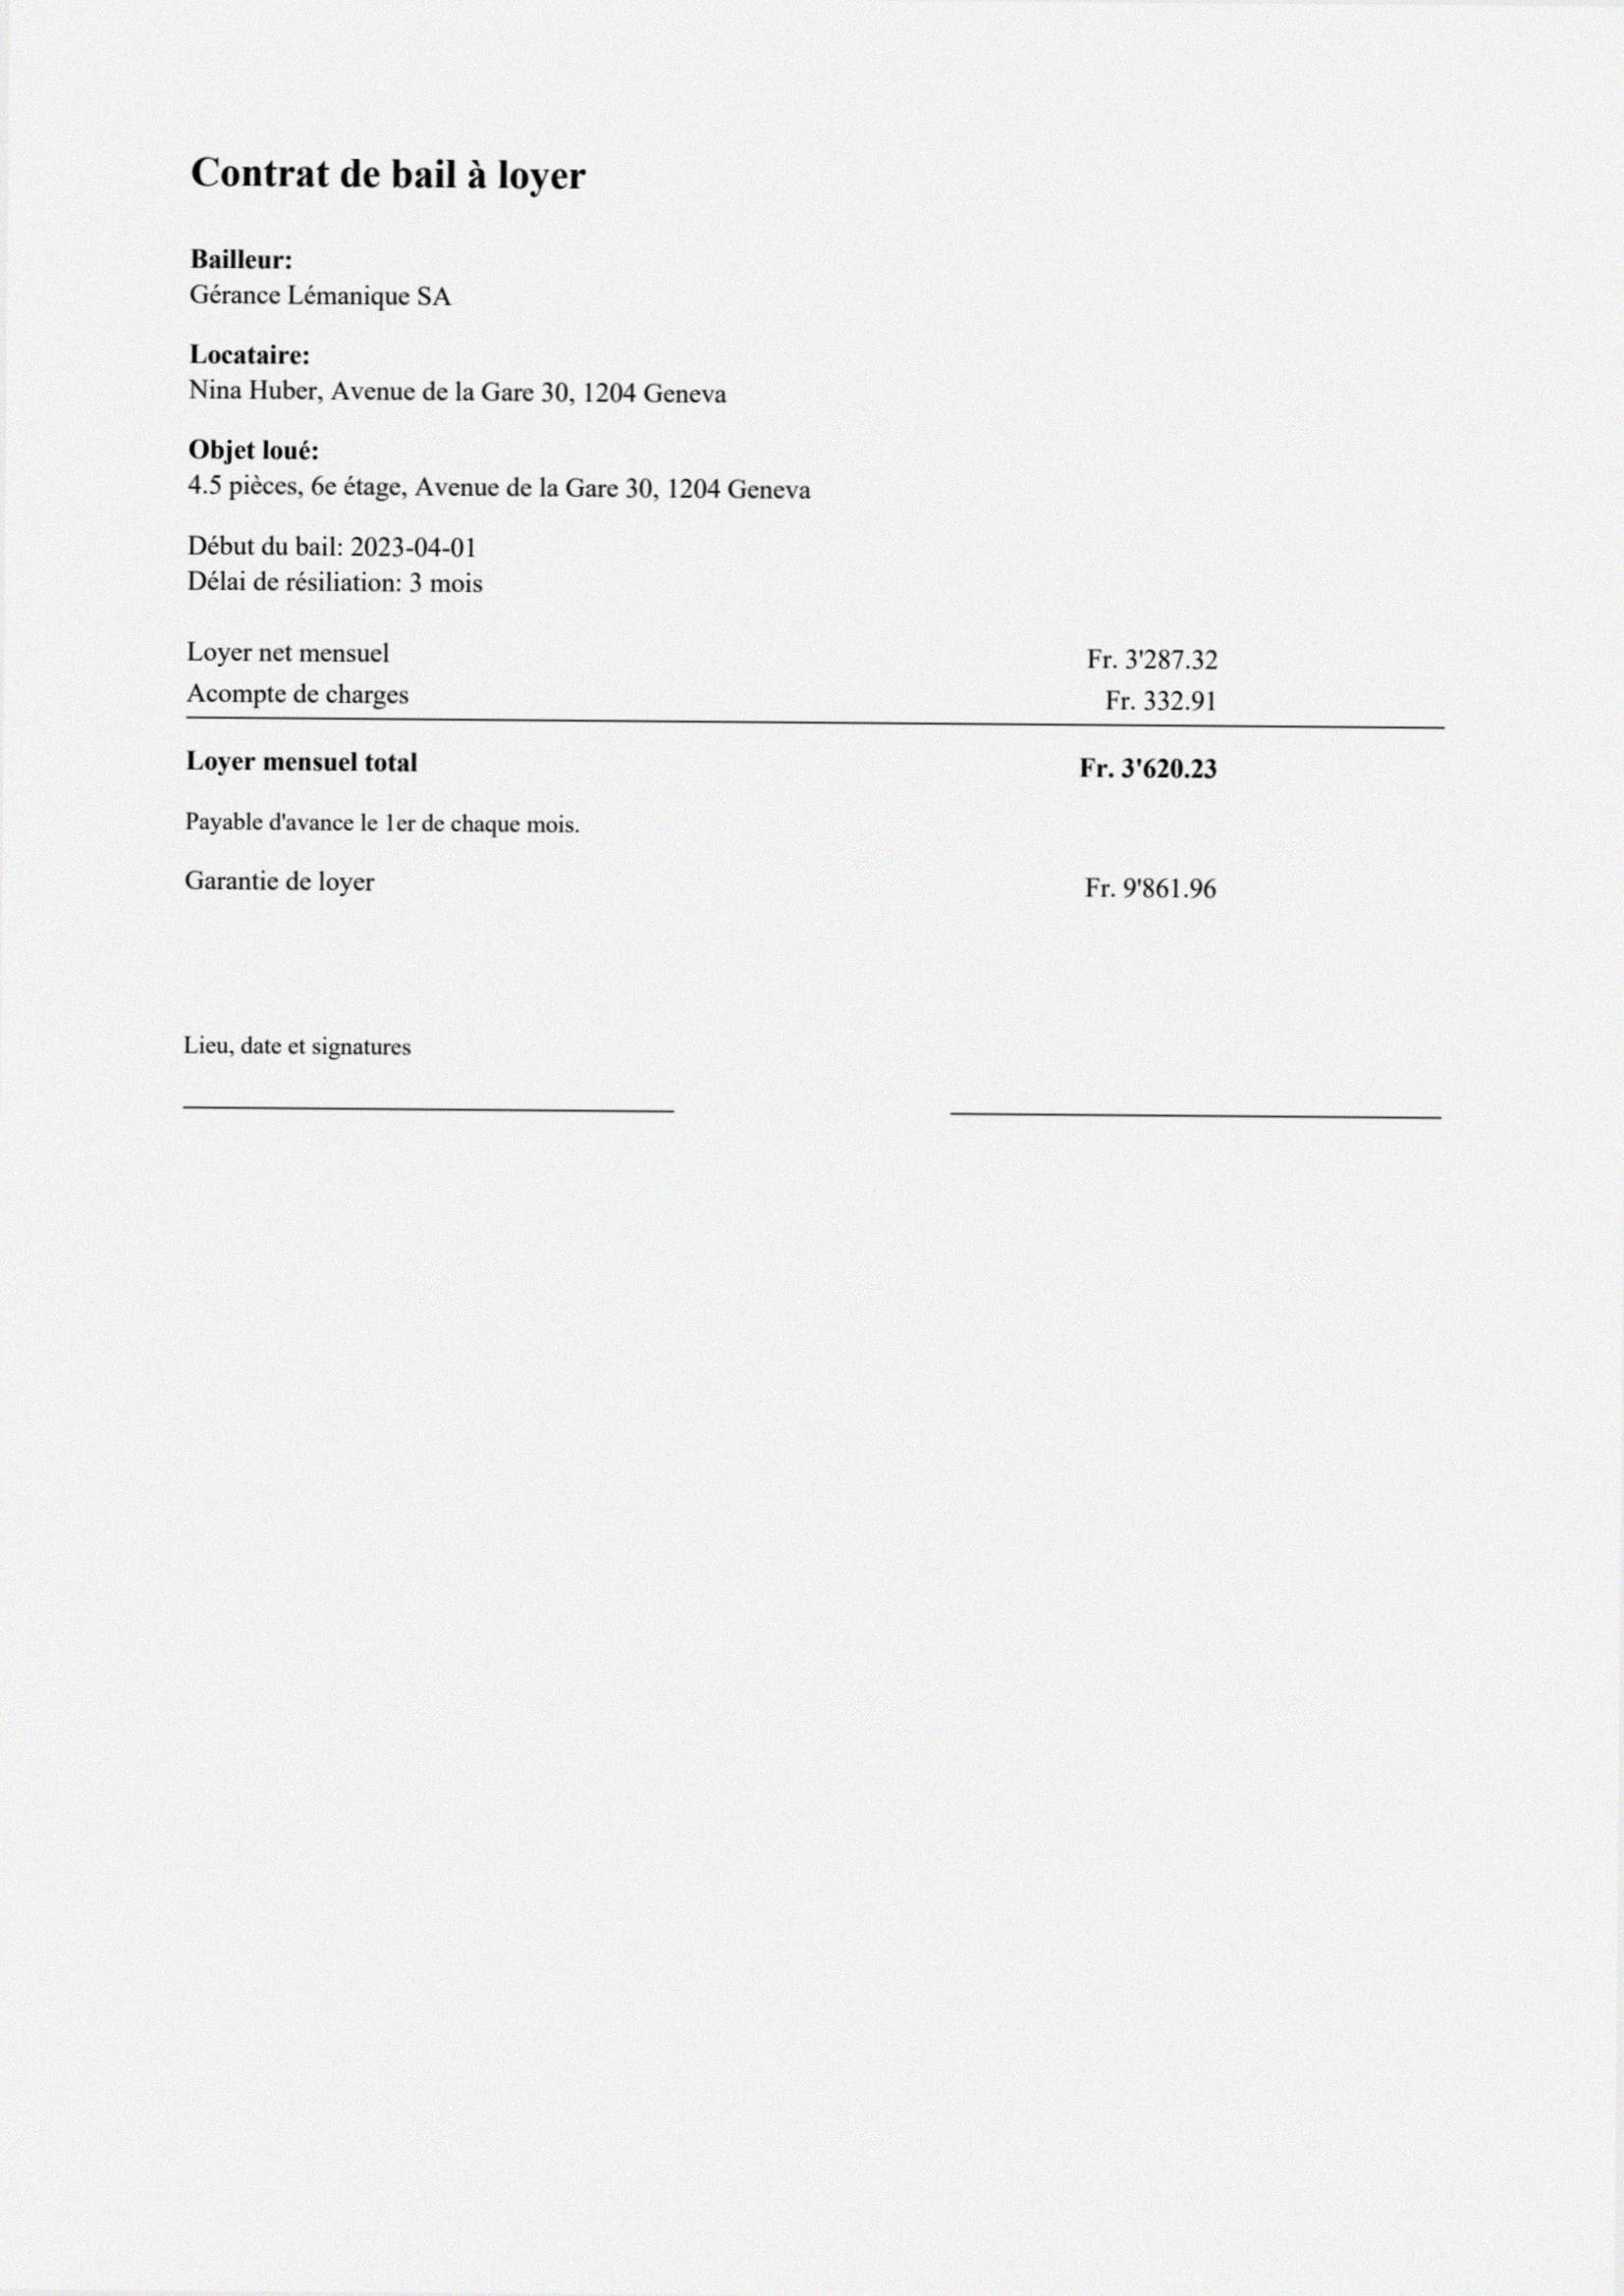 Contrat de bail à loyer
Bailleur:
Gérance Lémanique SA
Locataire:
Nina Huber, Avenue de la Gare 30, 1204 Geneva
Objet loué:
4.5 pièces, 6e étage, Avenue de la Gare 30, 1204 Geneva
Début du bail: 2023-04-01
Délai de résiliation: 3 mois
Loyer net mensuel Fr. 3'287.32
Acompte de charges Fr. 332.91
Loyer mensuel total Fr. 3'620.23
Payable d'avance le 1er de chaque mois.
Garantie de loyer Fr. 9'861.96
Lieu, date et signatures